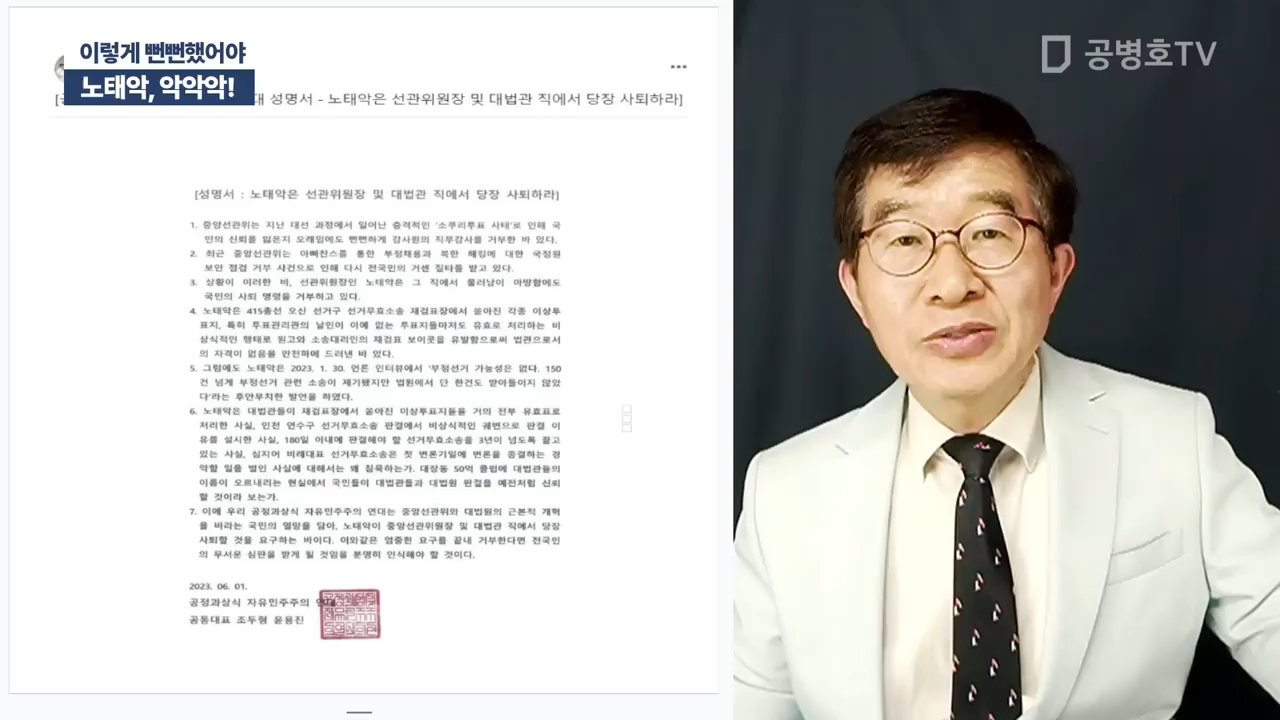 이렇게 뻔뻔했어야
노태악, 악악악!
공병호TV
대 성명서 - 노태악은 선관위원장 및 대법관 직에서 당장 사퇴하라]
[성명서 : 노태악은 선관위원장 및 대법관 직에서 당장 사퇴하라]
1. 중앙선관위는 지난 대선 과정에서 일어난 충격적인 '소쿠리투표 사태'로 인해 국
민의 신뢰를 잃은지 오래임에도 뻔뻔하게 감사원의 직무감사를 거부한 바 있다.
2. 최근 중앙선관위는 아빠찬스를 통한 부정채용과 북한 해킹에 대한 국정원
보안 점검 거부 사건으로 인해 다시 전국민의 거센 질타를 받고 있다.
3. 상황이 이러한 바, 선관위원장인 노태악은 그 직에서 물러남이 마땅함에도
국민의 사퇴 명령을 거부하고 있다.
4. 노태악은 415총선 오산 선거구 선거무효소송 재검표장에서 쏟아진 각종 이상투
표지, 특히 투표관리관의 날인이 아예 없는 투표지들마저도 유효로 처리하는 비
상식적인 행태로 원고와 소송대리인의 재검표 보이콧을 유발함으로써 법관으로서
의 자격이 없음을 만천하에 드러낸 바 있다.
5. 그럼에도 노태악은 2023. 1. 30. 언론 인터뷰에서 '부정선거 가능성은 없다. 150
건 넘게 부정선거 관련 소송이 제기됐지만 법원에서 단 한건도 받아들이지 않았
다'라는 후안무치한 발언을 하였다.
6. 노태악은 대법관들이 재검표장에서 쏟아진 이상투표지들을 거의 전부 유효표로
처리한 사실, 인천 연수구 선거무효소송 판결에서 비상식적인 궤변으로 판결 이
유를 설시한 사실, 180일 이내에 판결해야 할 선거무효소송을 3년이 넘도록 끌고
있는 사실, 심지어 비례대표 선거무효소송은 첫 변론기일에 변론을 종결하는 경
악할 일을 벌인 사실에 대해서는 왜 침묵하는가. 대장동 50억 클럽에 대법관들의
이름이 오르내리는 현실에서 국민들이 대법관들과 대법원 판결을 예전처럼 신뢰
할 것이라 보는가.
7. 이에 우리 공정과상식 자유민주주의 연대는 중앙선관위와 대법원의 근본적 개혁
을 바라는 국민의 열망을 담아, 노태악이 중앙선관위원장 및 대법관 직에서 당장
사퇴할 것을 요구하는 바이다. 이와같은 엄중한 요구를 끝내 거부한다면 전국민
의 무서운 심판을 받게 될 것임을 분명히 인식해야 할 것이다.
2023. 06. 01.
공정과상식 자유민주주의 연대
공동대표 조두형 윤용진